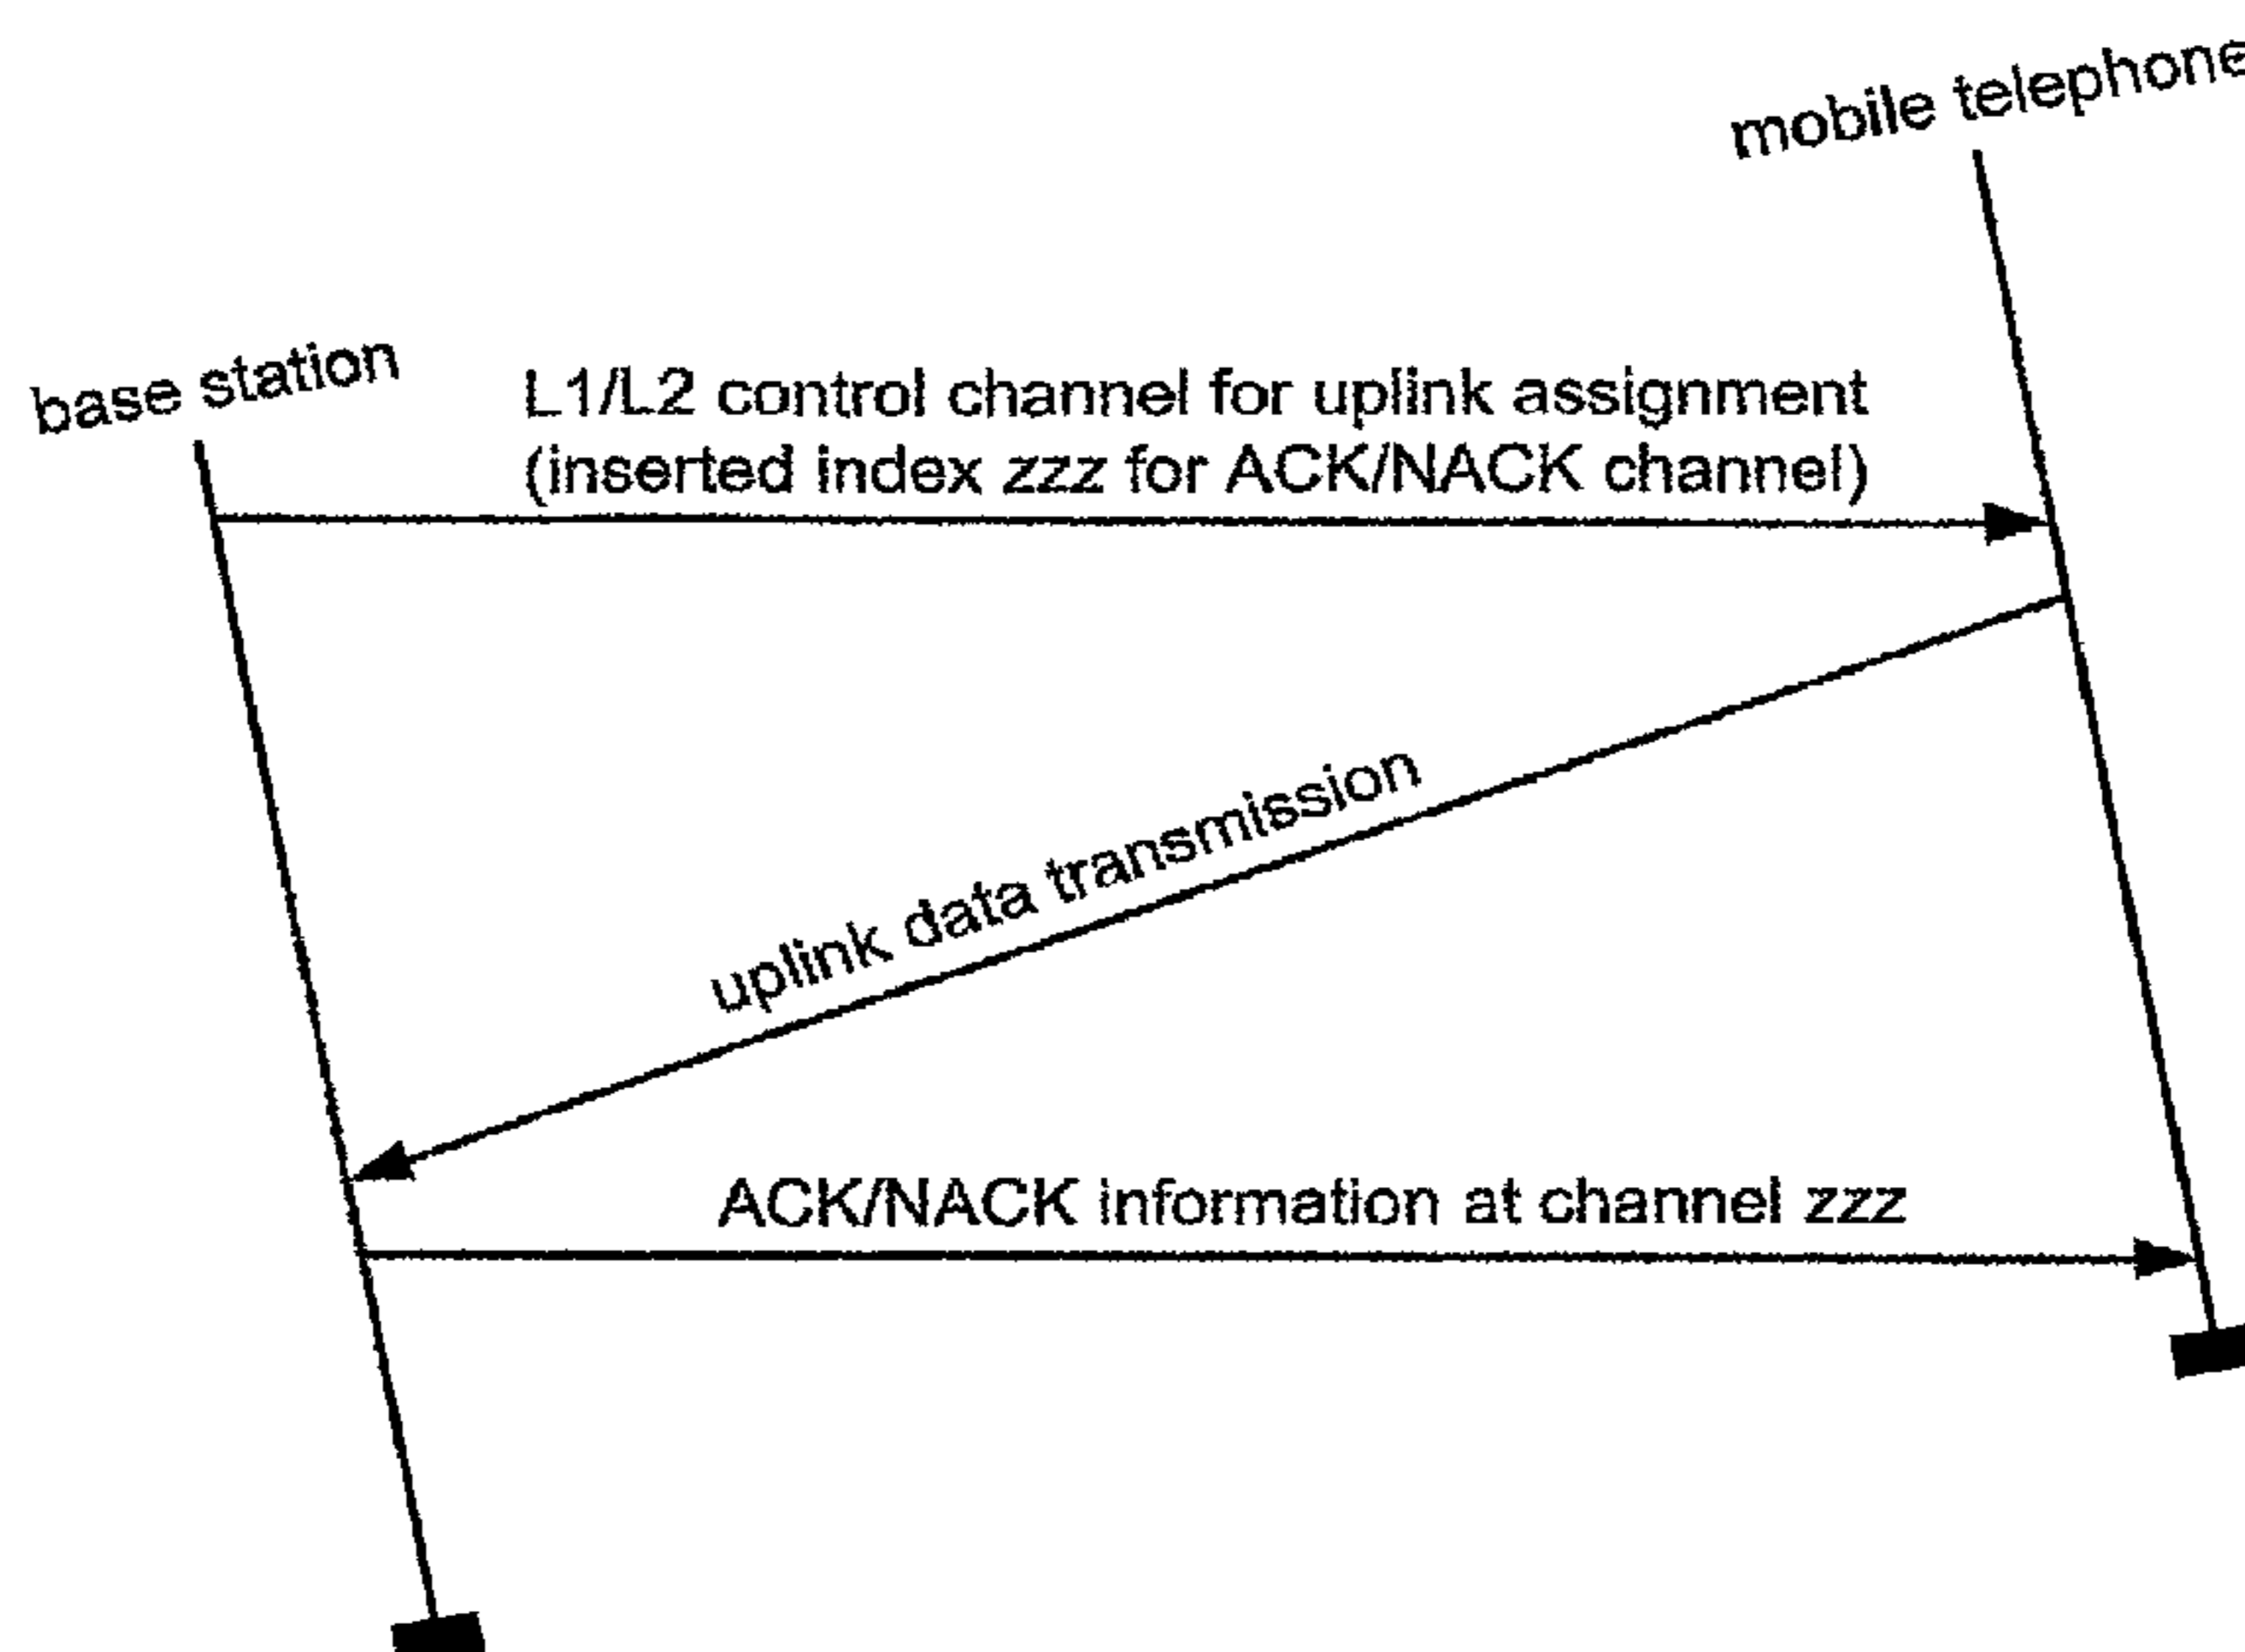 mobile telephone
base station
L1/L2 control channel for uplink assignment
(inserted index zzz for ACK/NACK channel)
uplink data transmission
ACK/NACK information at channel zzz